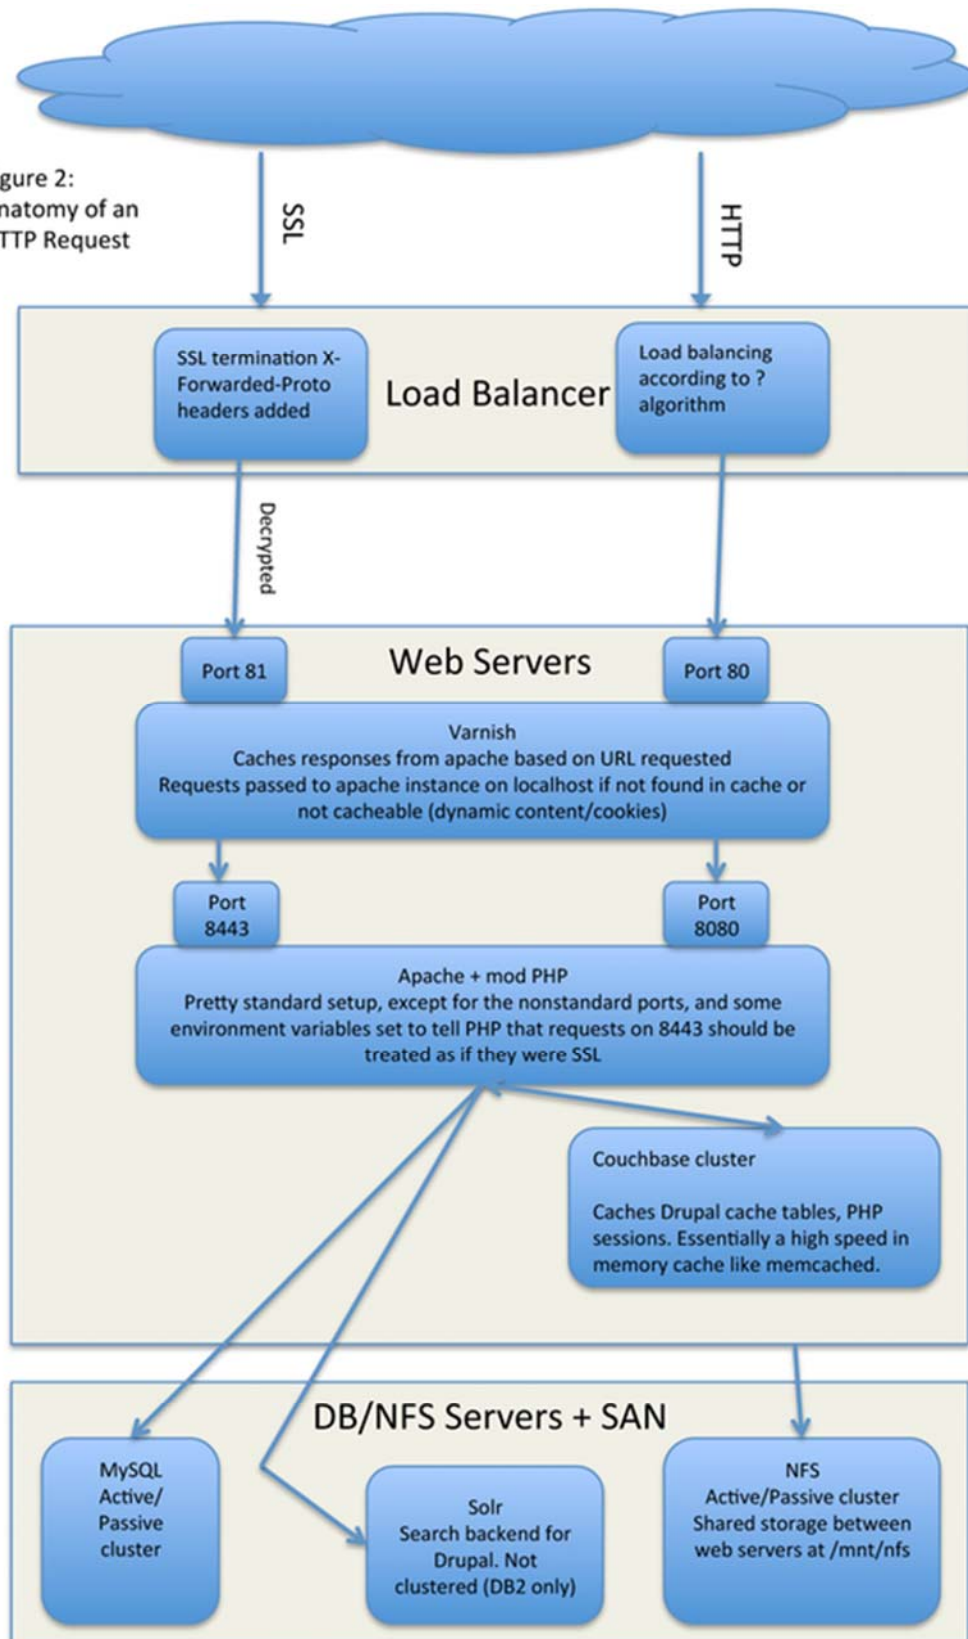 gure 2:
natomy of an
TTP Request
SSL
HTTP
SSL termination X-
Forwarded-Proto
headers added
Load Balancer
Load balancing
according to ?
algorithm
Decrypted
Web Servers
Port 81
Port 80
Varnish
Caches responses from apache based on URL requested
Requests passed to apache instance on localhost if not found in cache or
not cacheable (dynamic content/cookies)
Port
8443
Port
8080
Apache + mod PHP
Pretty standard setup, except for the nonstandard ports, and some
environment variables set to tell PHP that requests on 8443 should be
treated as if they were SSL
Couchbase cluster
Caches Drupal cache tables, PHP
sessions. Essentially a high speed in
memory cache like memcached.
DB/NFS Servers + SAN
MySQL
Active/
Passive
cluster
Solr
Search backend for
Drupal. Not
clustered (DB2 only)
NFS
Active/Passive cluster
Shared storage between
web servers at /mnt/nfs